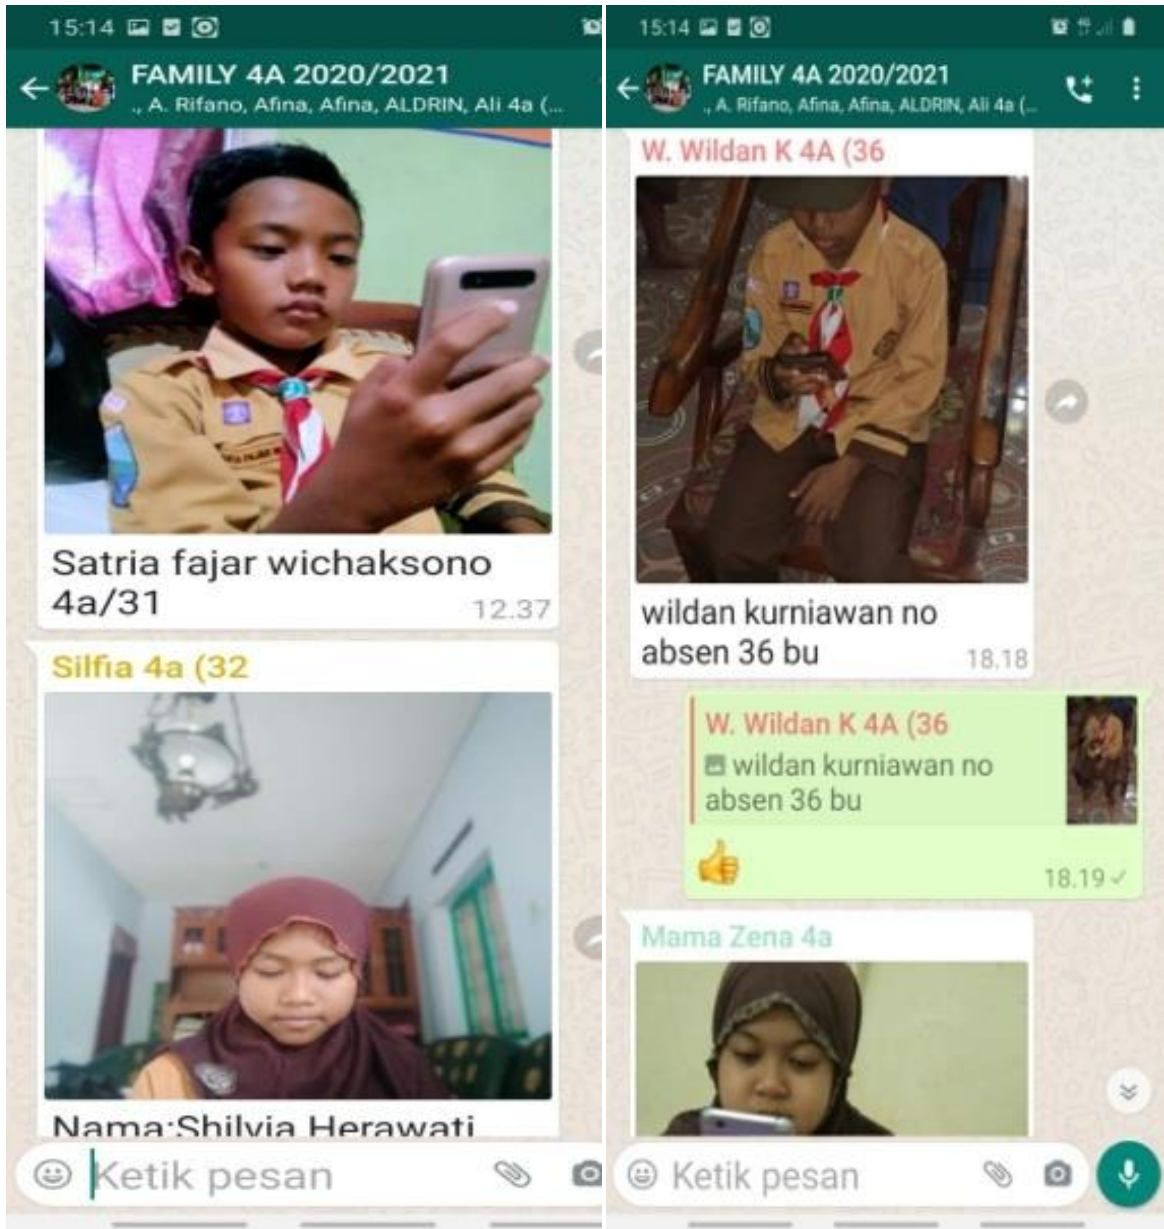 15:14
FAMILY 4A 2020/2021
., A. Rifano, Afina, Afina, ALDRIN, Ali 4a (...
Satria fajar wichaksono
4a/31
12.37
Silfia 4a (32
Nama:Shilvia Herawati
Ketik pesan
15:14
FAMILY 4A 2020/2021
., A. Rifano, Afina, Afina, ALDRIN, Ali 4a (...
W. Wildan K 4A (36
wildan kurniawan no
absen 36 bu
18.18
W. Wildan K 4A (36
wildan kurniawan no
absen 36 bu
👍
18.19
Mama Zena 4a
Ketik pesan